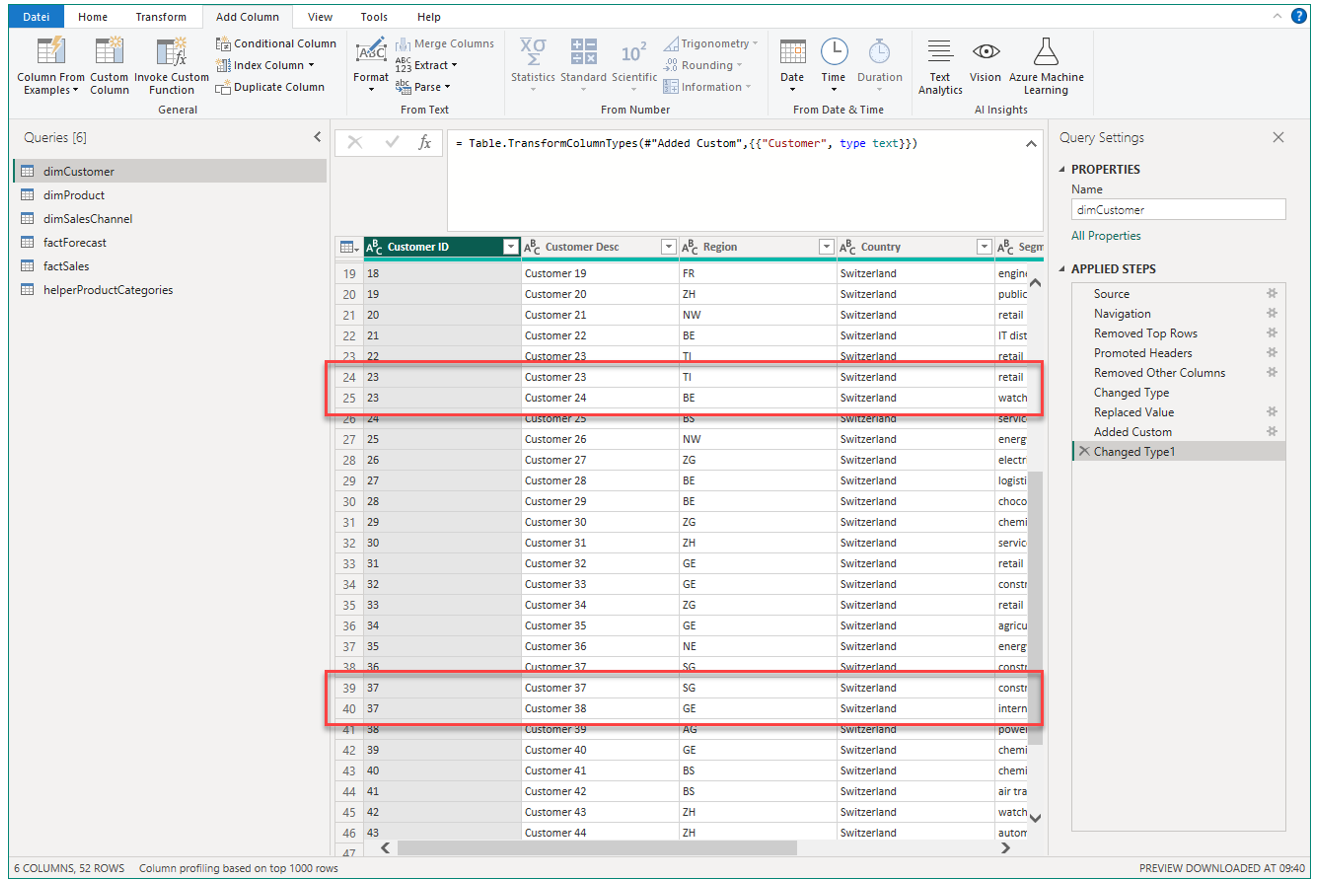 Datei Home Transform Add Column View Tools Help
Column From Examples Custom Column Invoke Custom Function
Conditional Column
Index Column
Duplicate Column
General
Format
Merge Columns
Extract
Parse
From Text
Statistics Standard Scientific
Trigonometry
Rounding
Information
From Number
Date Time Duration
From Date & Time
Text Analytics Vision Azure Machine Learning
AI Insights
Queries [6]
dimCustomer
dimProduct
dimSalesChannel
factForecast
factSales
helperProductCategories
= Table.TransformColumnTypes(#"Added Custom",{{"Customer", type text}})
Customer ID Customer Desc Region Country Segm
19 18 Customer 19 FR Switzerland engine
20 19 Customer 20 ZH Switzerland public
21 20 Customer 21 NW Switzerland retail
22 21 Customer 22 BE Switzerland IT dist
23 22 Customer 23 TI Switzerland retail
24 23 Customer 23 TI Switzerland retail
25 23 Customer 24 BE Switzerland watch
26 24 Customer 25 BS Switzerland servic
27 25 Customer 26 NW Switzerland energ
28 26 Customer 27 ZG Switzerland electri
29 27 Customer 28 BE Switzerland logisti
30 28 Customer 29 BE Switzerland choco
31 29 Customer 30 ZG Switzerland chemi
32 30 Customer 31 ZH Switzerland servic
33 31 Customer 32 GE Switzerland retail
34 32 Customer 33 GE Switzerland constr
35 33 Customer 34 ZG Switzerland retail
36 34 Customer 35 GE Switzerland agricu
37 35 Customer 36 NE Switzerland energ
38 36 Customer 37 SG Switzerland constr
39 37 Customer 37 SG Switzerland constr
40 37 Customer 38 GE Switzerland intern
41 38 Customer 39 AG Switzerland power
42 39 Customer 40 GE Switzerland chemi
43 40 Customer 41 BS Switzerland chemi
44 41 Customer 42 BS Switzerland air tra
45 42 Customer 43 ZH Switzerland watch
46 43 Customer 44 ZH Switzerland autom
47
Query Settings
PROPERTIES
Name
dimCustomer
All Properties
APPLIED STEPS
Source
Navigation
Removed Top Rows
Promoted Headers
Removed Other Columns
Changed Type
Replaced Value
Added Custom
Changed Type1
6 COLUMNS, 52 ROWS Column profiling based on top 1000 rows
PREVIEW DOWNLOADED AT 09:40